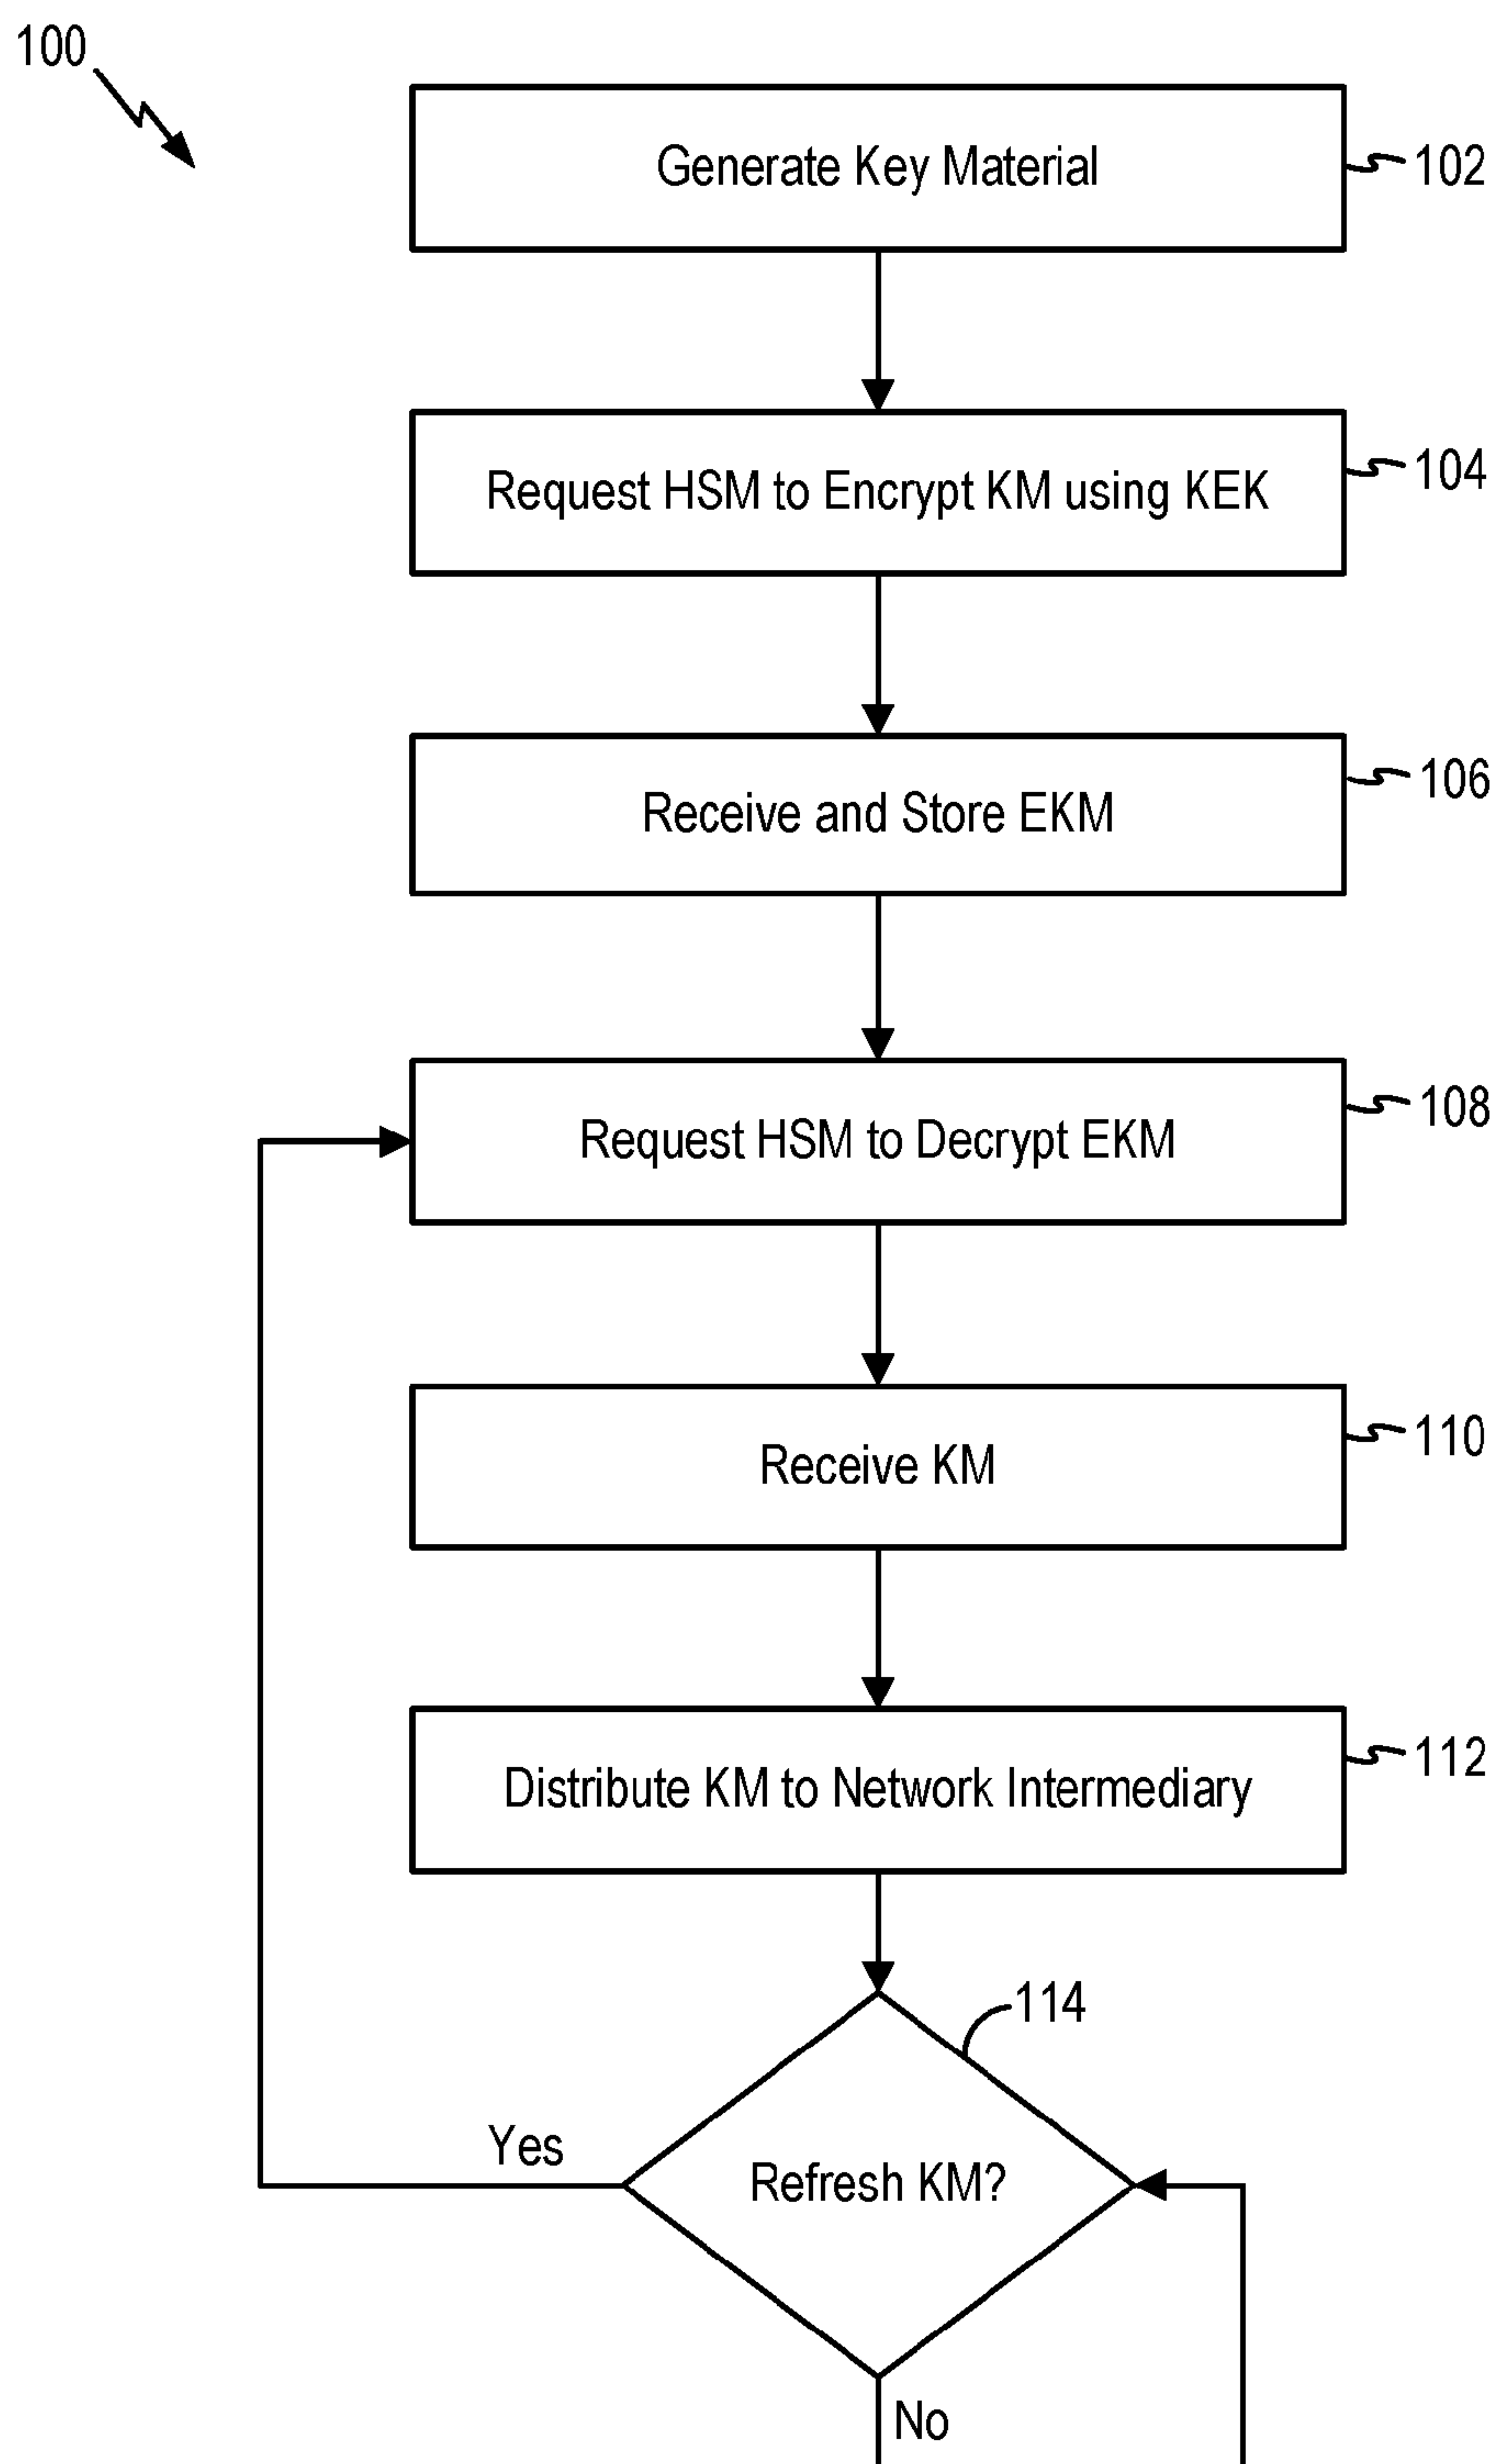 100
Generate Key Material
102
Request HSM to Encrypt KM using KEK
104
Receive and Store EKM
106
Request HSM to Decrypt EKM
108
Receive KM
110
Distribute KM to Network Intermediary
112
114
Yes
Refresh KM?
No